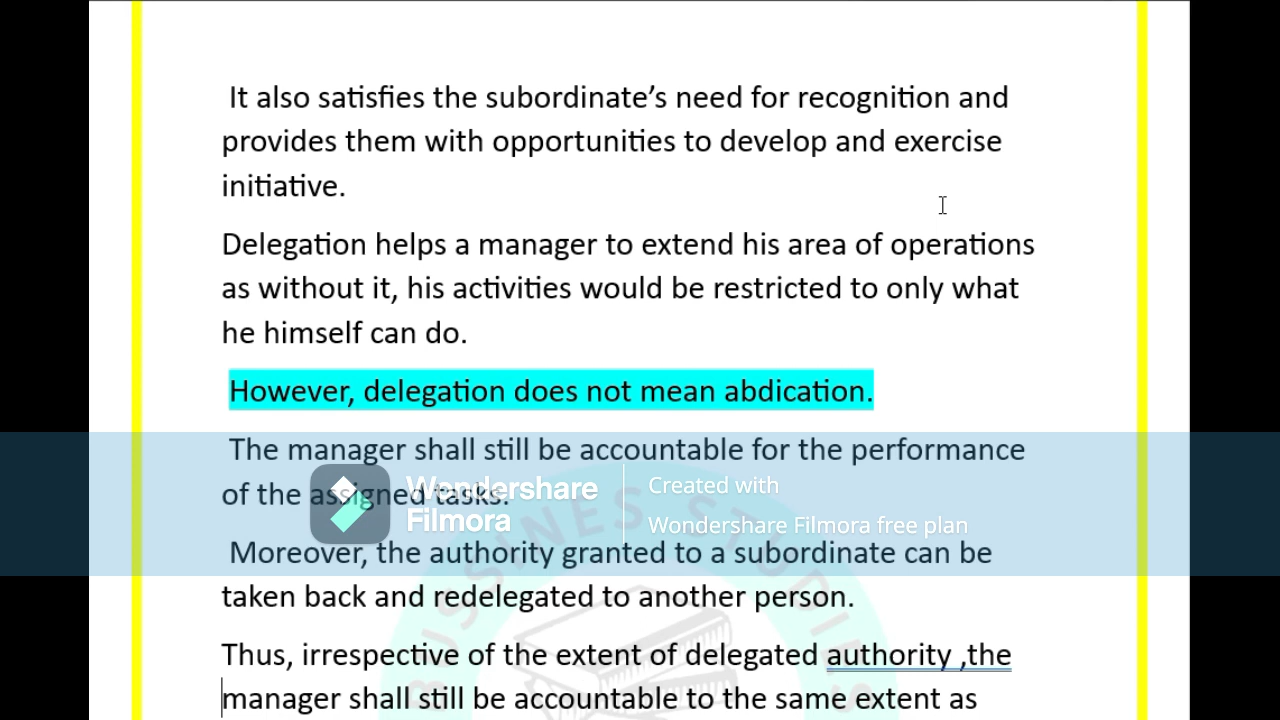 It also satisfies the subordinate’s need for recognition and
provides them with opportunities to develop and exercise
initiative.
Delegation helps a manager to extend his area of operations
as without it, his activities would be restricted to only what
he himself can do.
However, delegation does not mean abdication.
The manager shall still be accountable for the performance
of the assigned tasks.
Wondershare
Filmora
Created with
Wondershare Filmora free plan
Moreover, the authority granted to a subordinate can be
taken back and redelegated to another person.
Thus, irrespective of the extent of delegated authority ,the
manager shall still be accountable to the same extent as
BUSSINES STUDIES